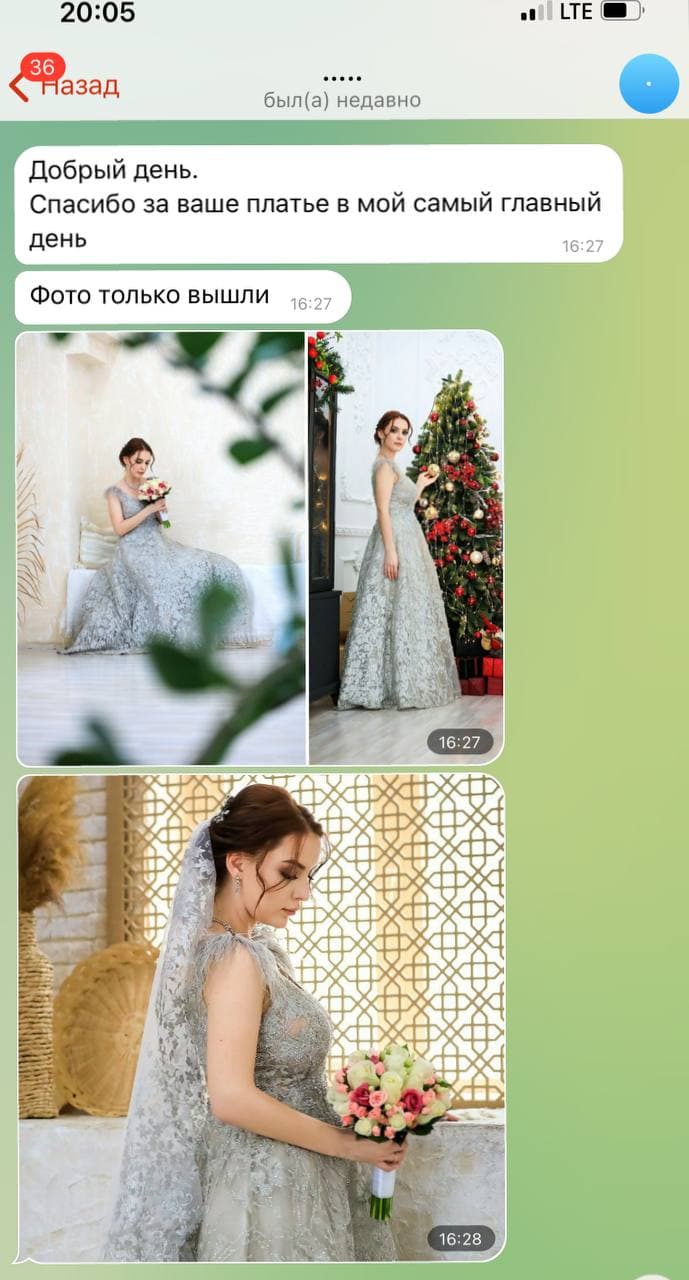 20:05
LTE
36
Назад
.....
был(а) недавно
Добрый день.
Спасибо за ваше платье в мой самый главный
день
16:27
Фото только вышли
16:27
16:27
16:28